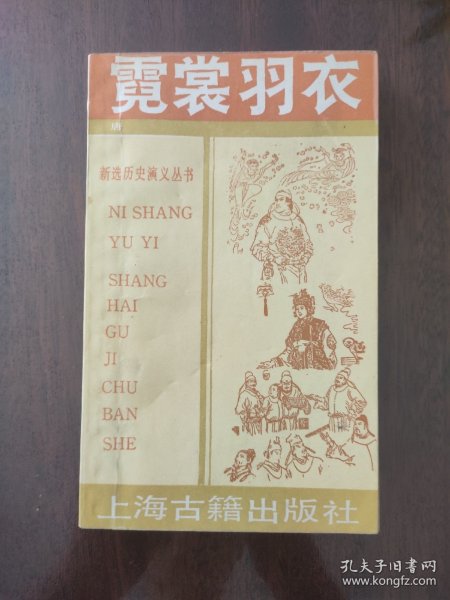 霓裳羽衣
唐
新选历史演义丛书
NI SHANG
YU YI
SHANG
HAI
GU
JI
CHU
BAN
SHE
上海古籍出版社
孔夫子旧书网
www.kongfz.com